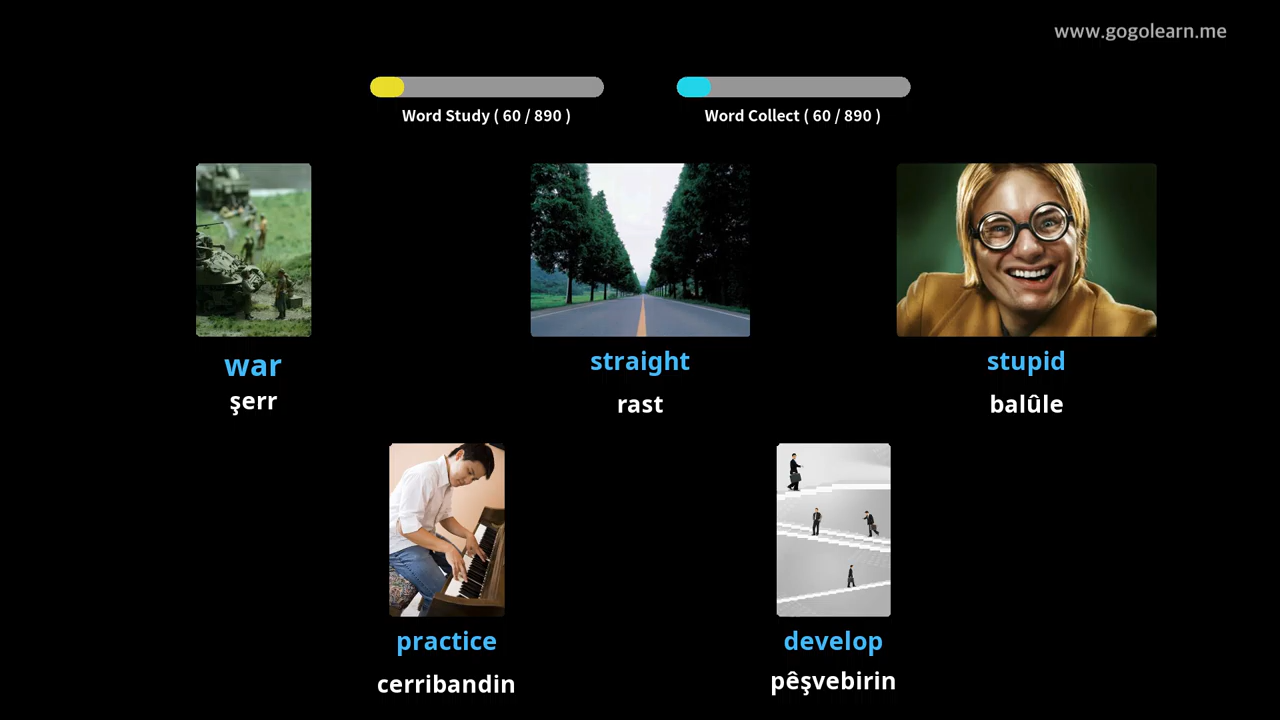 www.gogolearn.me
Word Study ( 60 / 890 )
Word Collect ( 60 / 890 )
war
şerr
straight
rast
stupid
balûle
practice
cerribandin
develop
pêşvebirin